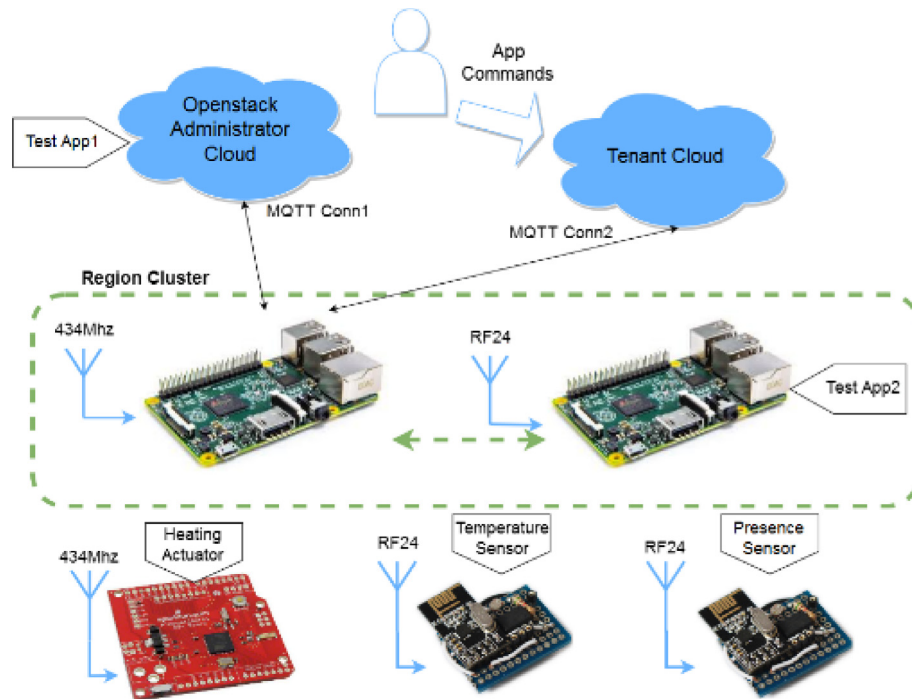 App
Commands
Openstack
Administrator
Cloud
Test App1
Tenant Cloud
MQTT Conn1
MQTT Conn2
Region Cluster
434Mhz
RF24
Test App2
Heating
Actuator
Temperature
Sensor
Presence
Sensor
434Mhz
RF24
RF24